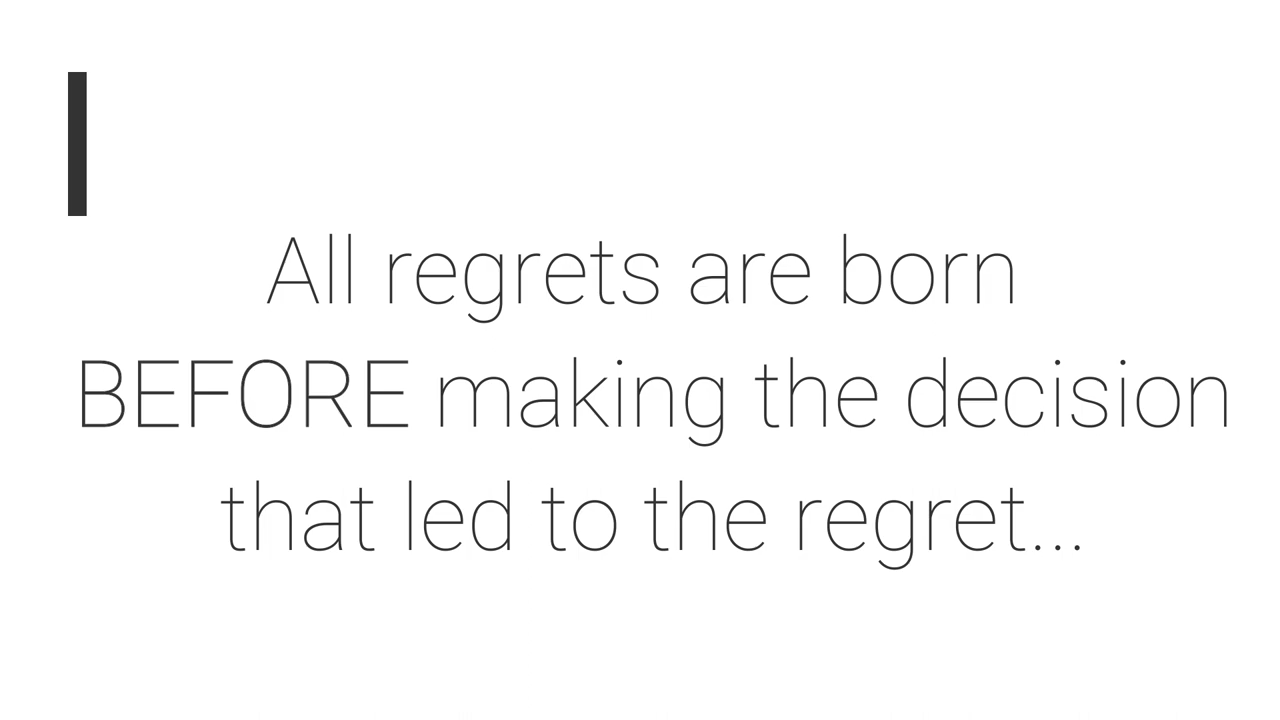 All regrets are born
BEFORE making the decision
that led to the regret...